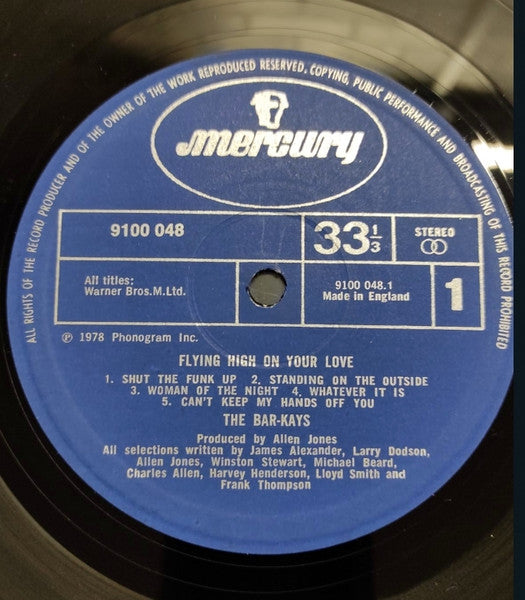 ALL RIGHTS OF THE RECORD PRODUCER AND OF THE OWNER OF THE WORK REPRODUCED RESERVED. COPYING, PUBLIC PERFORMANCE AND BROADCASTING OF THIS RECORD PROHIBITED
mercury
9100 048
33 1/3
STEREO
All titles:
Warner Bros.M.Ltd.
9100 048.1
Made in England
1
℗ 1978 Phonogram Inc.
FLYING HIGH ON YOUR LOVE
1. SHUT THE FUNK UP 2. STANDING ON THE OUTSIDE
3. WOMAN OF THE NIGHT 4. WHATEVER IT IS
5. CAN'T KEEP MY HANDS OFF YOU
THE BAR-KAYS
Produced by Allen Jones
All selections written by James Alexander, Larry Dodson,
Allen Jones, Winston Stewart, Michael Beard,
Charles Allen, Harvey Henderson, Lloyd Smith and
Frank Thompson